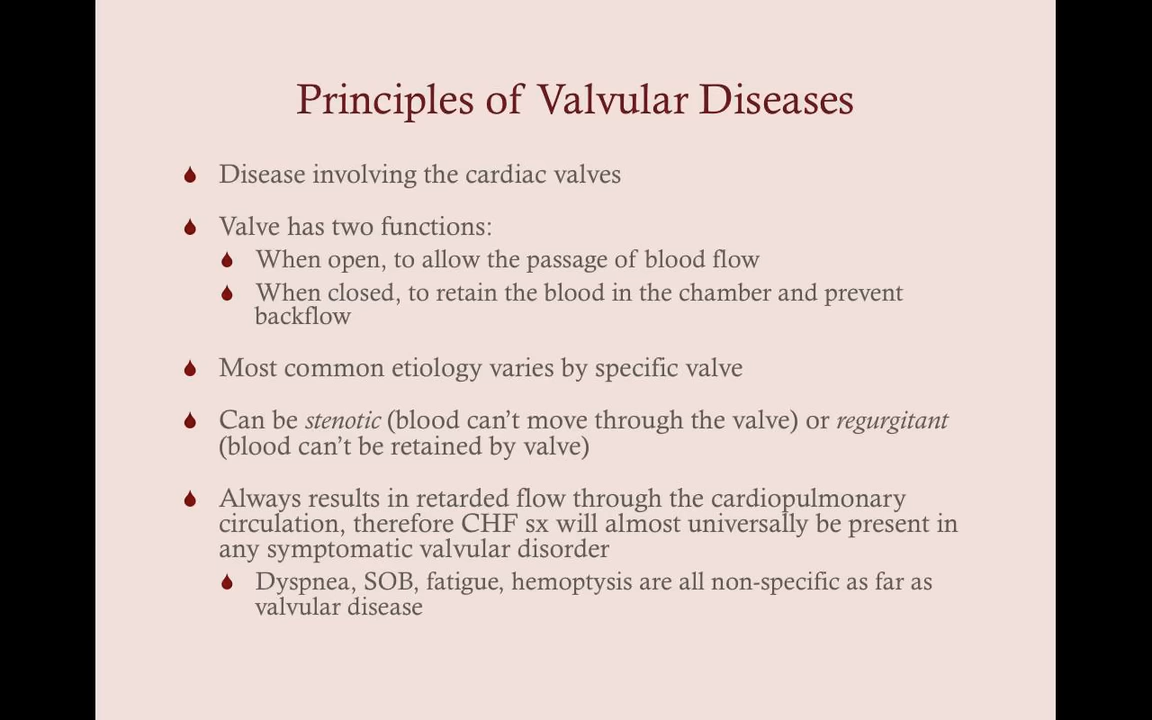 Principles of Valvular Diseases
Disease involving the cardiac valves
Valve has two functions:
When open, to allow the passage of blood flow
When closed, to retain the blood in the chamber and prevent
backflow
Most common etiology varies by specific valve
Can be stenotic (blood can’t move through the valve) or regurgitant
(blood can’t be retained by valve)
Always results in retarded flow through the cardiopulmonary
circulation, therefore CHF sx will almost universally be present in
any symptomatic valvular disorder
Dyspnea, SOB, fatigue, hemoptysis are all non-specific as far as
valvular disease